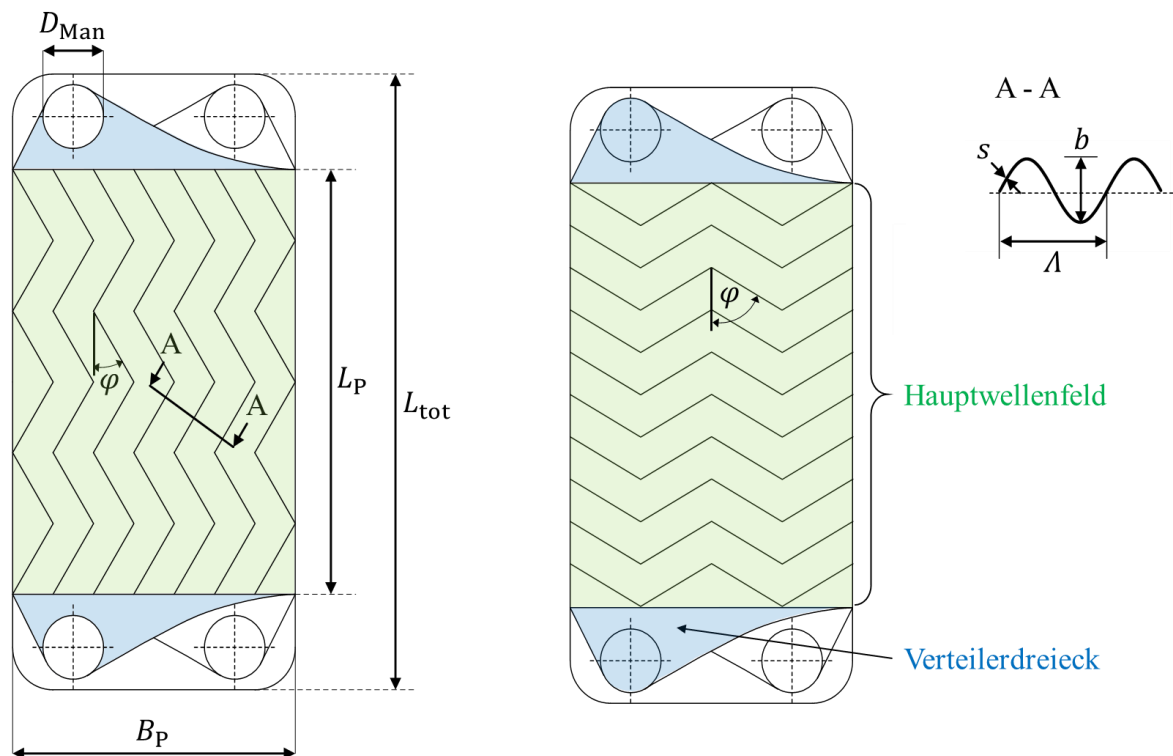 D_Man
φ
A
A
L_P
L_tot
B_P
φ
A - A
s
b
Λ
Hauptwellenfeld
Verteilerdreieck